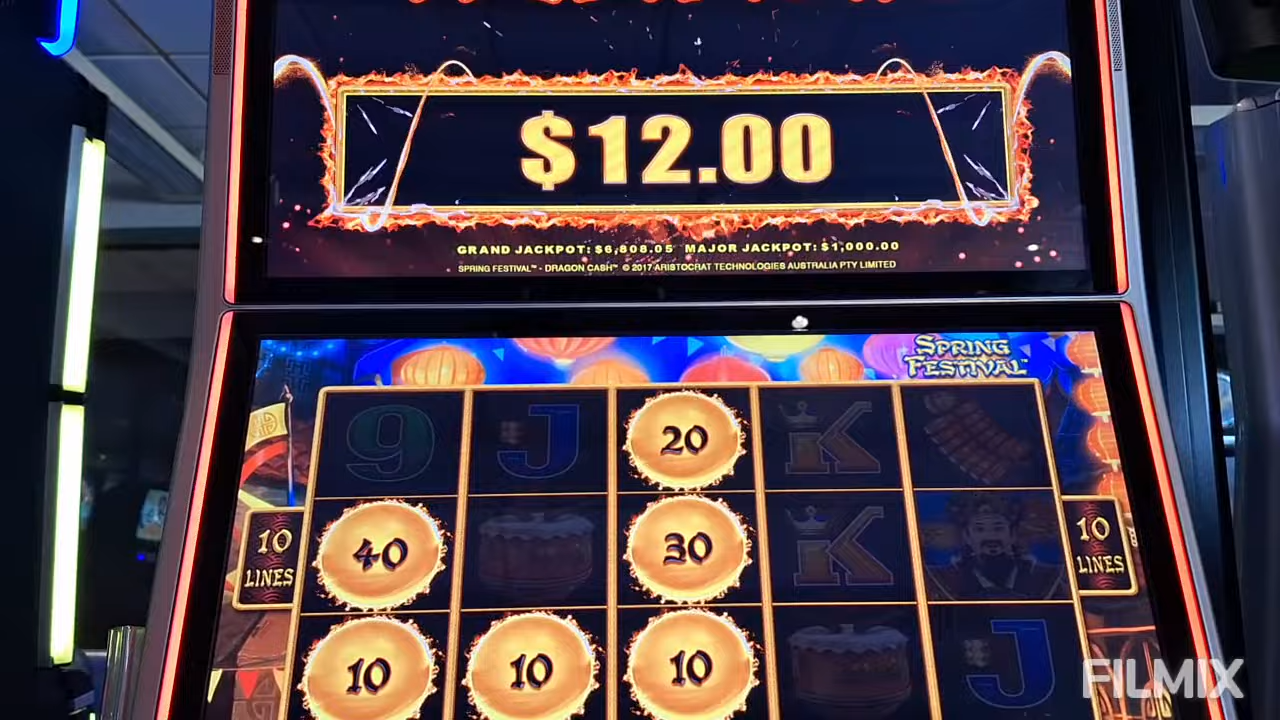 $12.00
GRAND JACKPOT: $6,808.05 MAJOR JACKPOT: $1,000.00
SPRING FESTIVAL™ - DRAGON CASH™ © 2017 ARISTOCRAT TECHNOLOGIES AUSTRALIA PTY LIMITED
SPRING
FESTIVAL™
9 J 20 K
10
LINES
40 30 K
10
LINES
10 10 10 J
FILMIX